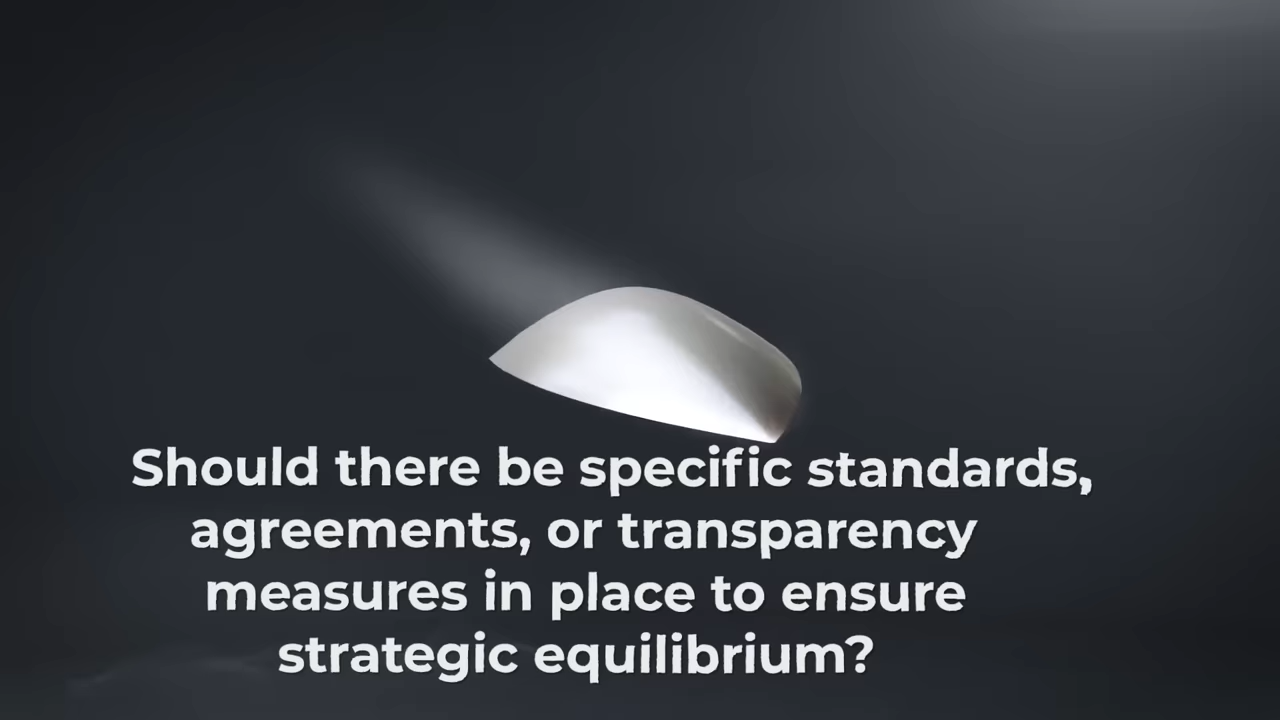 Should there be specific standards,
agreements, or transparency
measures in place to ensure
strategic equilibrium?